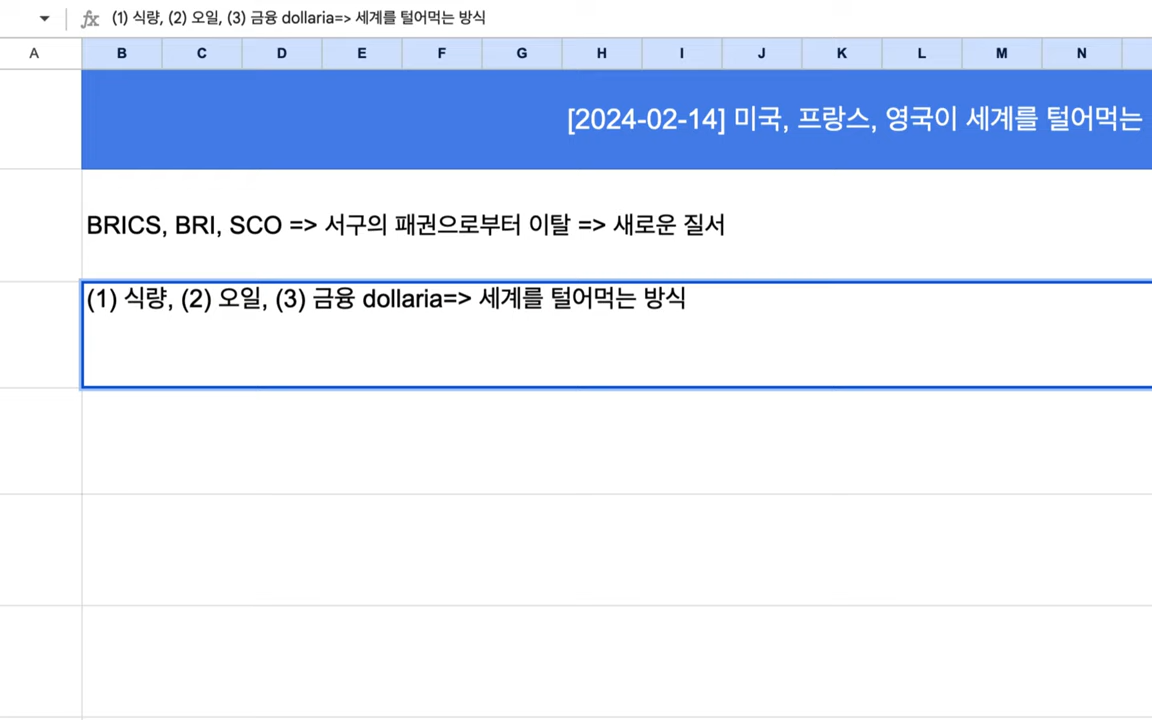 fx (1) 식량, (2) 오일, (3) 금융 dollaria=> 세계를 털어먹는 방식
A B C D E F G H I J K L M N
[2024-02-14] 미국, 프랑스, 영국이 세계를 털어먹는
BRICS, BRI, SCO => 서구의 패권으로부터 이탈 => 새로운 질서
(1) 식량, (2) 오일, (3) 금융 dollaria=> 세계를 털어먹는 방식